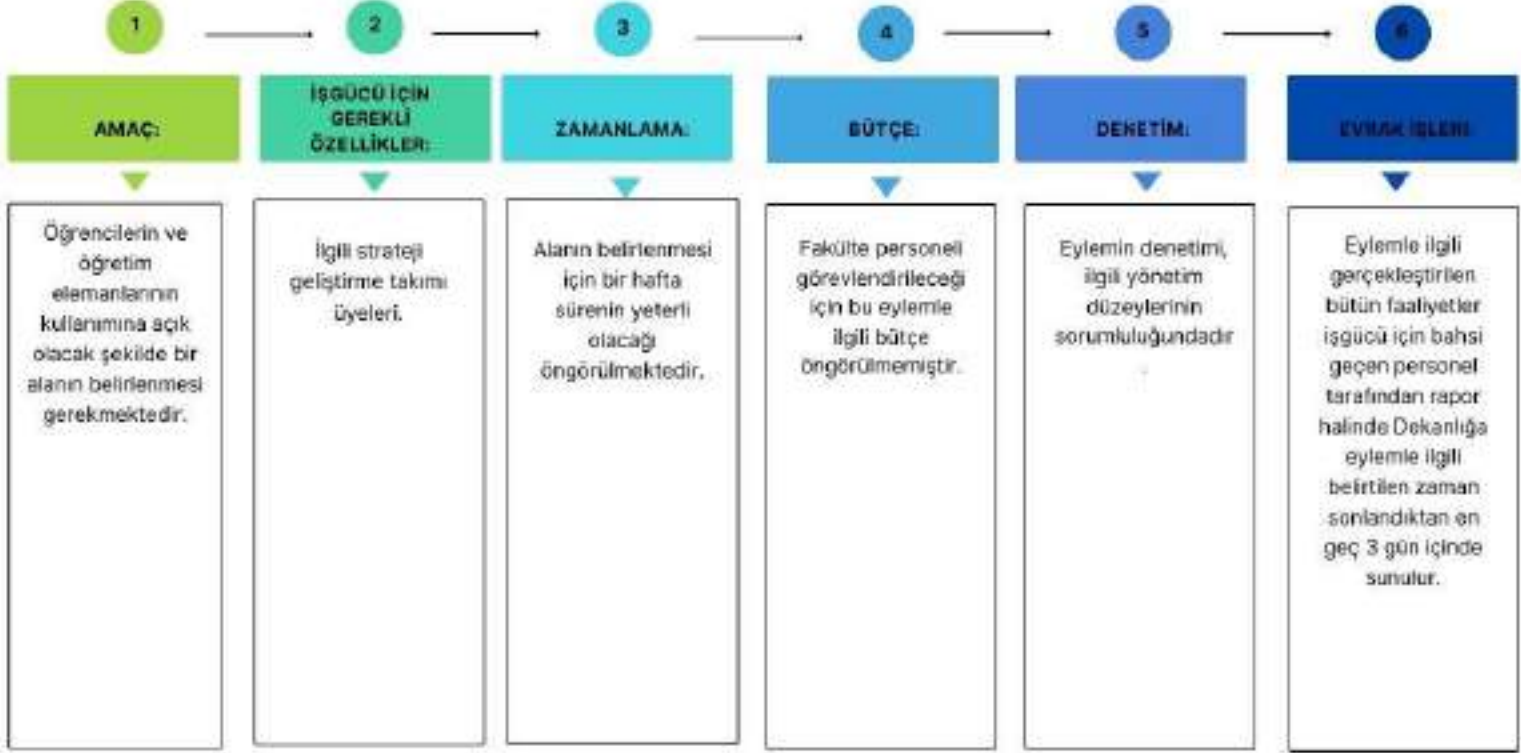 1
2
3
4
5
6
AMAÇ:
İŞGÜCÜ İÇİN
GEREKLİ
ÖZELLİKLER:
ZAMANLAMA:
BÜTÇE:
DENETİM:
EVRAK İŞLERİ:
Öğrencilerin ve
öğretim
elemanlarının
kullanımına açık
olacak şekilde bir
alanın belirlenmesi
gerekmektedir.
İlgili strateji
geliştirme takımı
üyeleri.
Alanın belirlenmesi
için bir hafta
sürenin yeterli
olacağı
öngörülmektedir.
Fakülte personeli
görevlendirileceği
için bu eylemle
ilgili bütçe
öngörülmemiştir.
Eylemin denetimi,
ilgili yönetim
düzeylerinin
sorumluluğundadır
.
Eylemle ilgili
gerçekleştirilen
bütün faaliyetler
işgücü için bahsi
geçen personel
tarafından rapor
halinde Dekanlığa
eylemle ilgili
belirtilen zaman
sonlandıktan en
geç 3 gün içinde
sunulur.